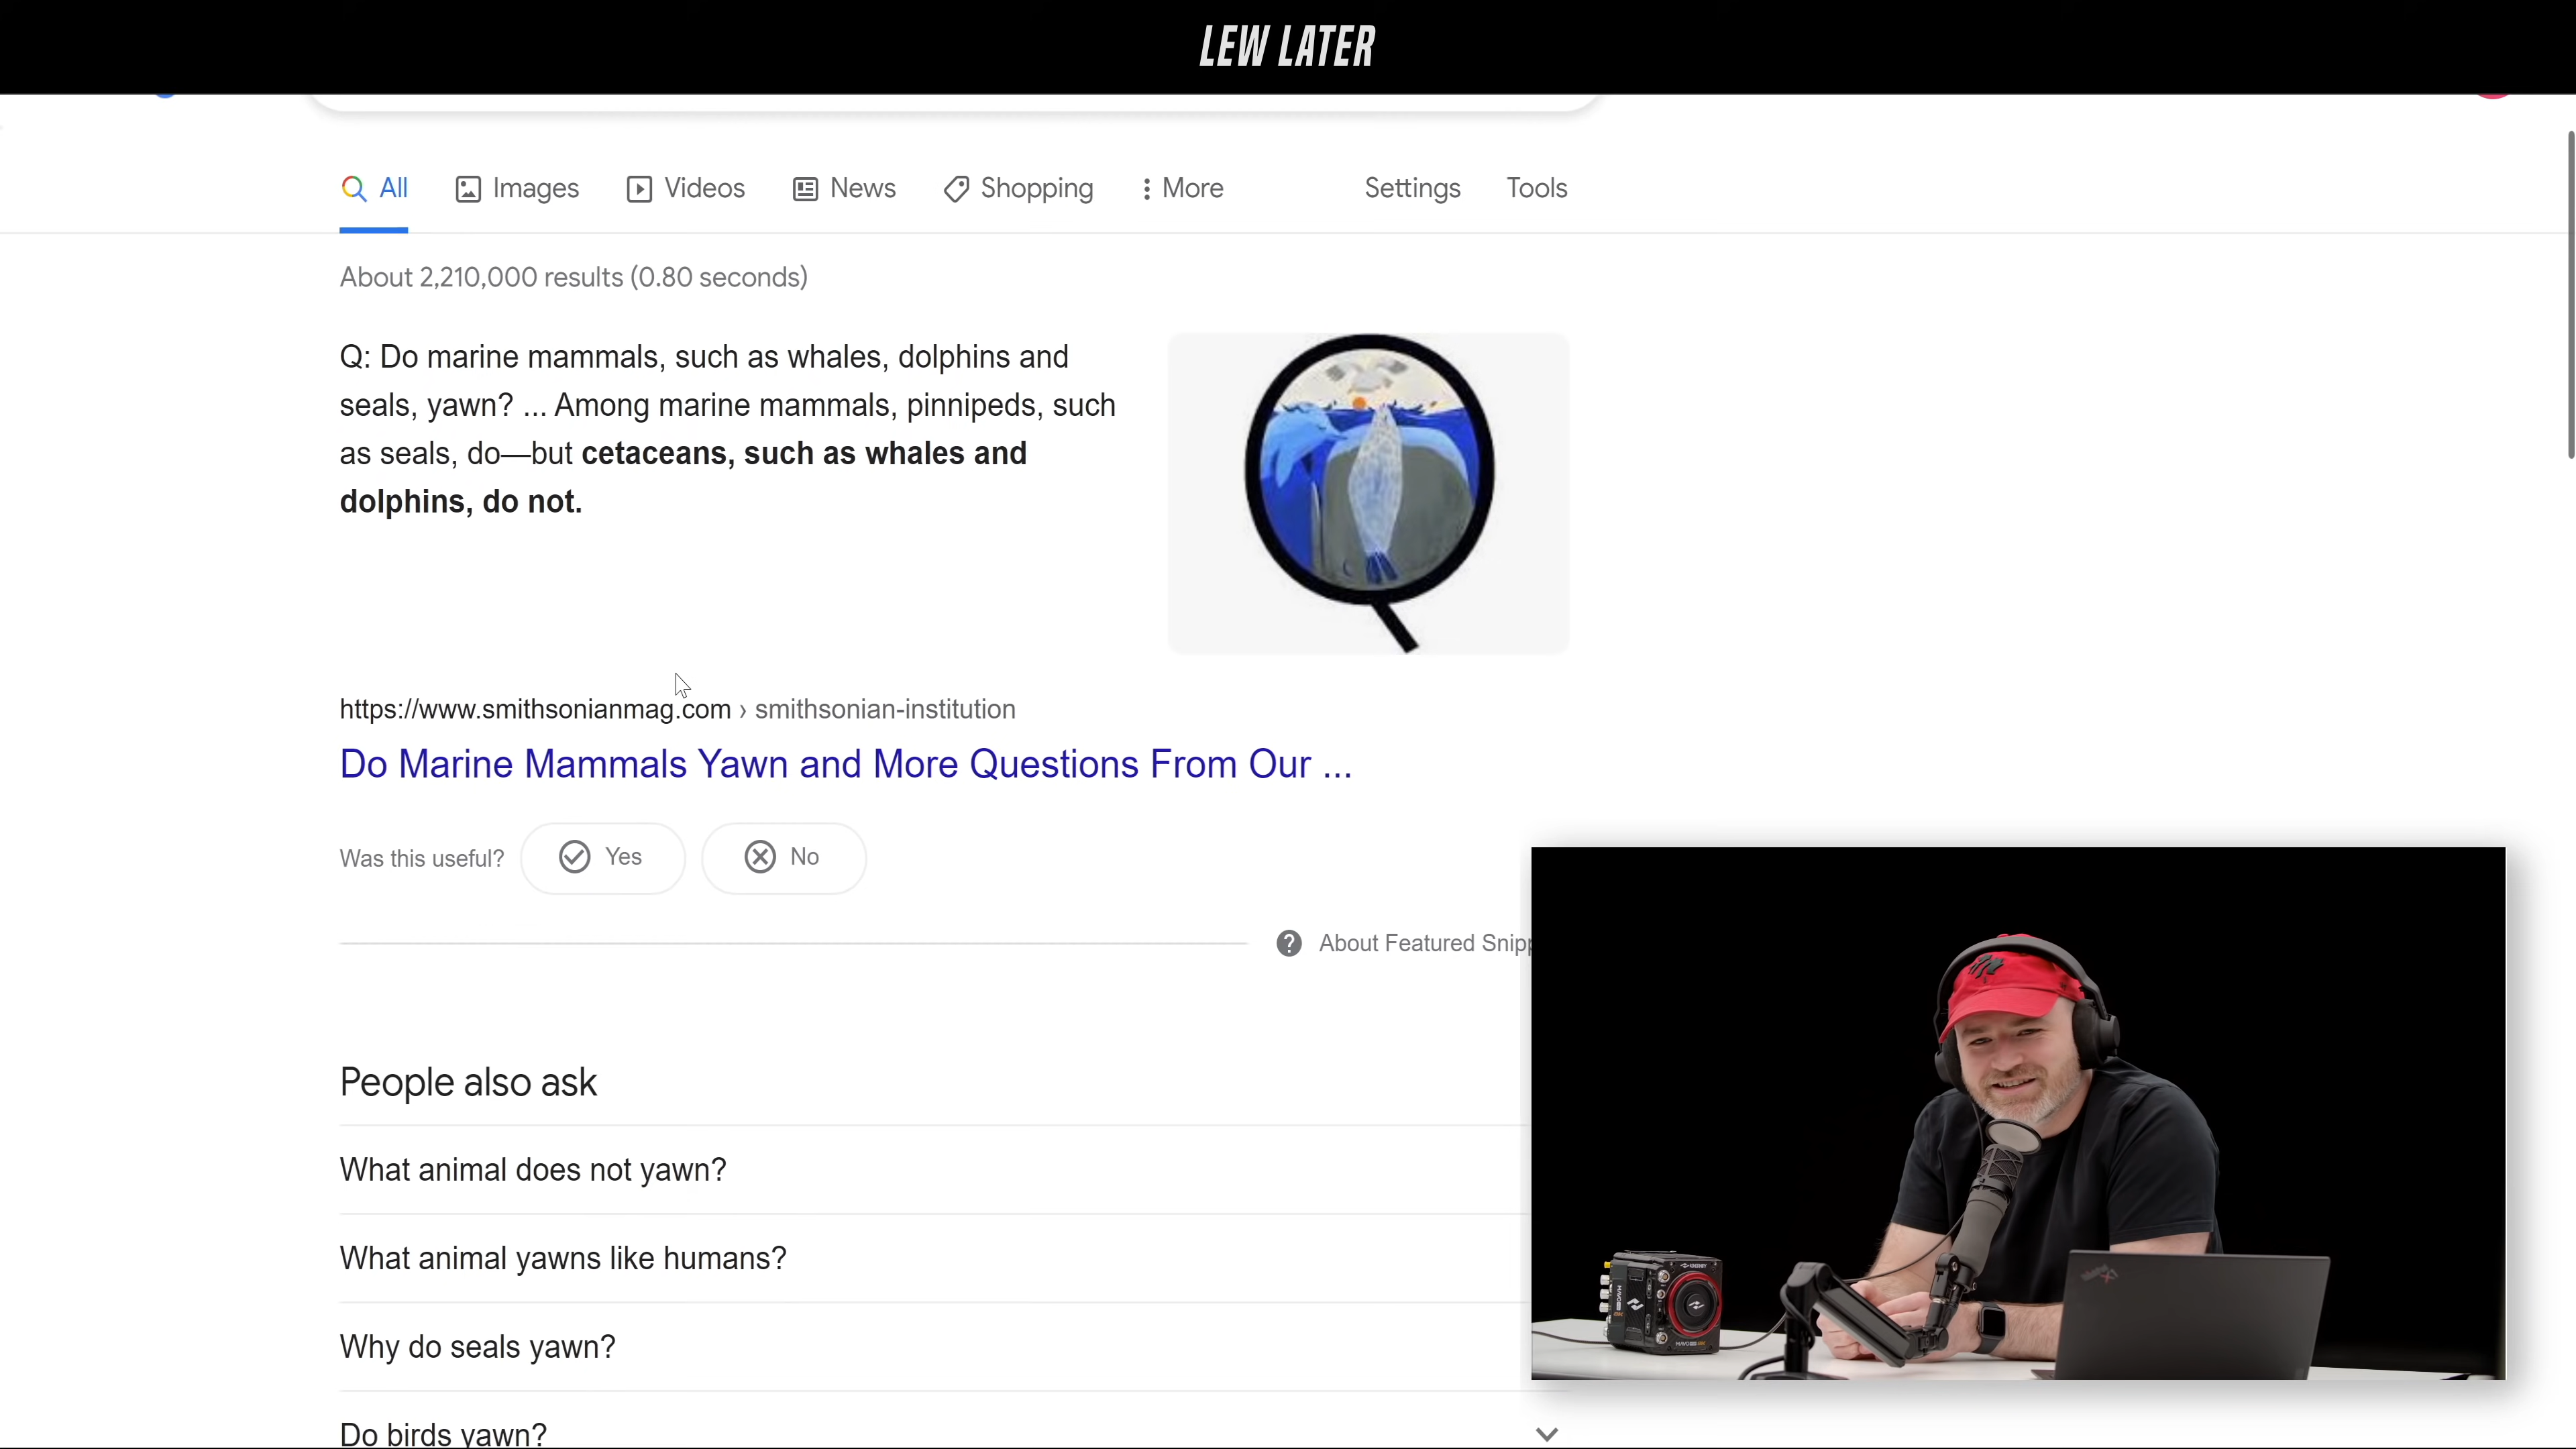 LEW LATER
All Images Videos News Shopping More Settings Tools
About 2,210,000 results (0.80 seconds)
Q: Do marine mammals, such as whales, dolphins and
seals, yawn? ... Among marine mammals, pinnipeds, such
as seals, do—but cetaceans, such as whales and
dolphins, do not.
https://www.smithsonianmag.com › smithsonian-institution
Do Marine Mammals Yawn and More Questions From Our ...
Was this useful? Yes No
About Featured Snipp
People also ask
What animal does not yawn?
What animal yawns like humans?
Why do seals yawn?
Do birds yawn?